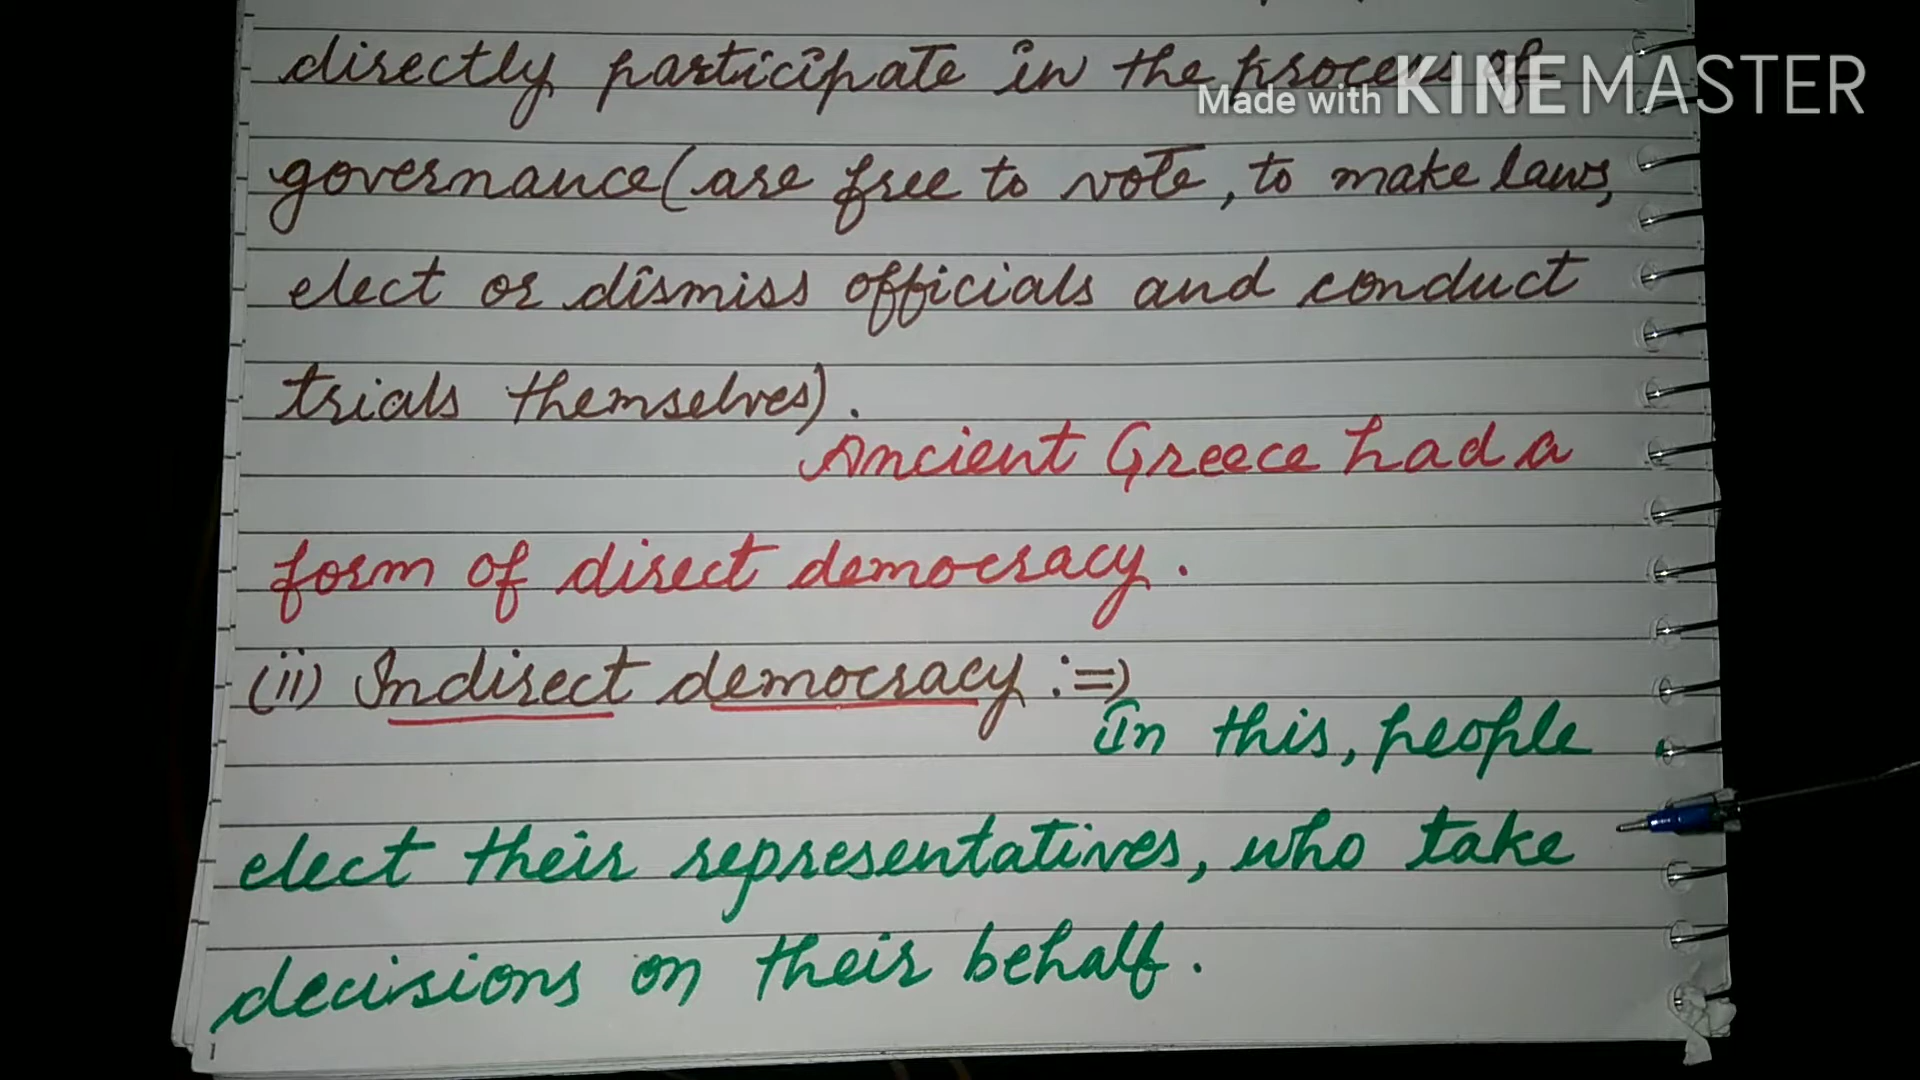 directly participate in the process of
Made with KINEMASTER
governance (are free to vote, to make laws,
elect or dismiss officials and conduct
trials themselves).
Ancient Greece had a
form of direct democracy.
(ii) Indirect democracy :=)
In this, people
elect their representatives, who take
decisions on their behalf.